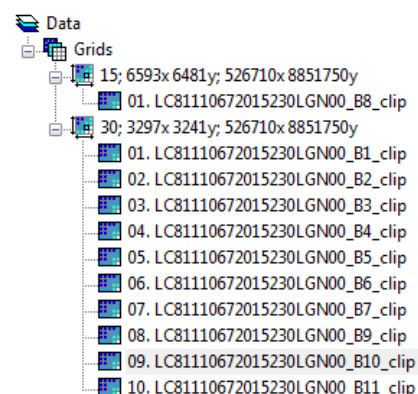 Data
Grids
15; 6593x 6481y; 526710x 8851750y
01. LC81110672015230LGN00_B8_clip
30; 3297x 3241y; 526710x 8851750y
01. LC81110672015230LGN00_B1_clip
02. LC81110672015230LGN00_B2_clip
03. LC81110672015230LGN00_B3_clip
04. LC81110672015230LGN00_B4_clip
05. LC81110672015230LGN00_B5_clip
06. LC81110672015230LGN00_B6_clip
07. LC81110672015230LGN00_B7_clip
08. LC81110672015230LGN00_B9_clip
09. LC81110672015230LGN00_B10_clip
10. LC81110672015230LGN00_B11_clip